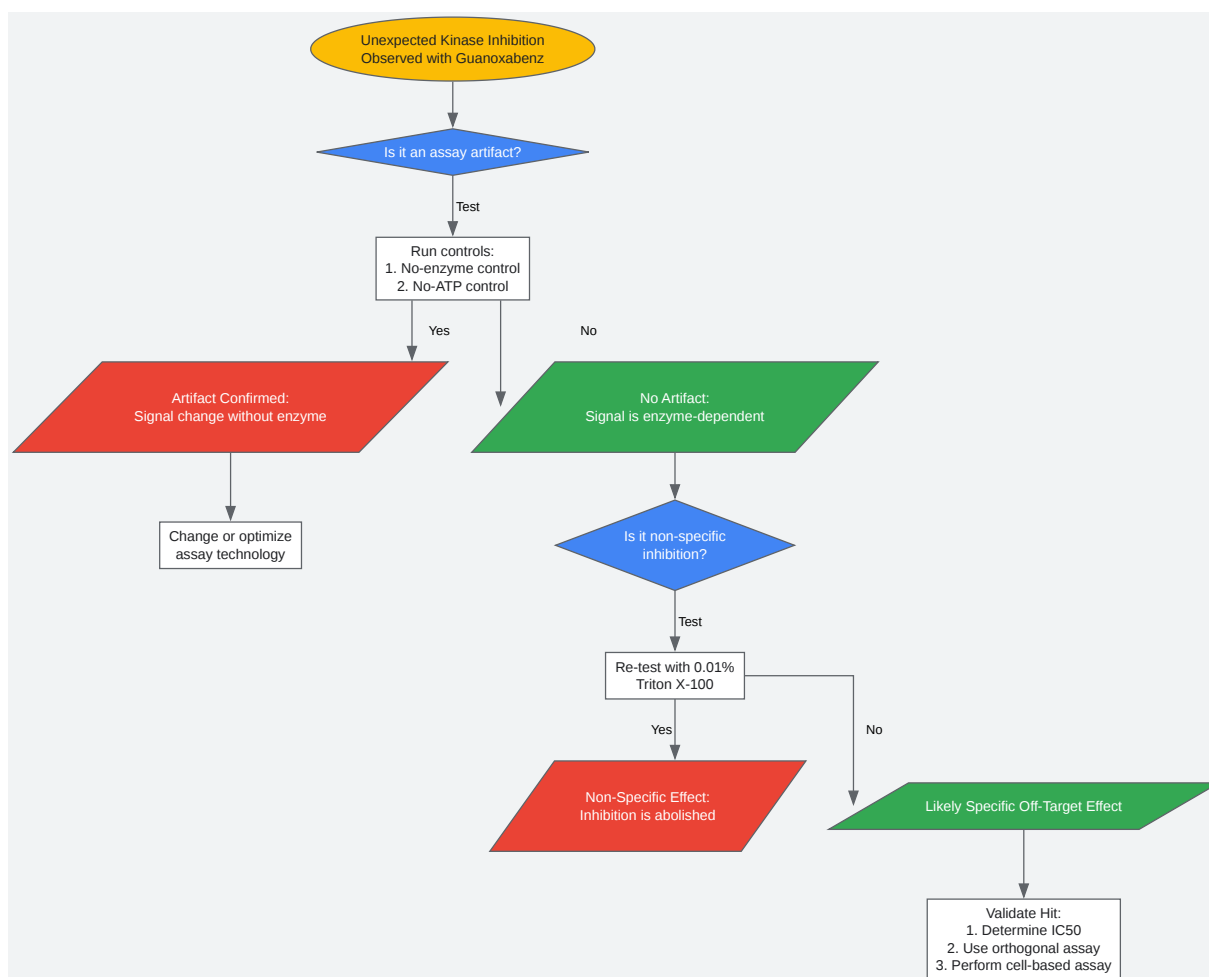 Unexpected Kinase Inhibition
Observed with Guanoxabenz
Is it an assay artifact?
Test
Run controls:
1. No-enzyme control
2. No-ATP control
Yes
No
Artifact Confirmed:
Signal change without enzyme
No Artifact:
Signal is enzyme-dependent
Change or optimize
assay technology
Is it non-specific
inhibition?
Test
Re-test with 0.01%
Triton X-100
Yes
No
Non-Specific Effect:
Inhibition is abolished
Likely Specific Off-Target Effect
Validate Hit:
1. Determine IC50
2. Use orthogonal assay
3. Perform cell-based assay